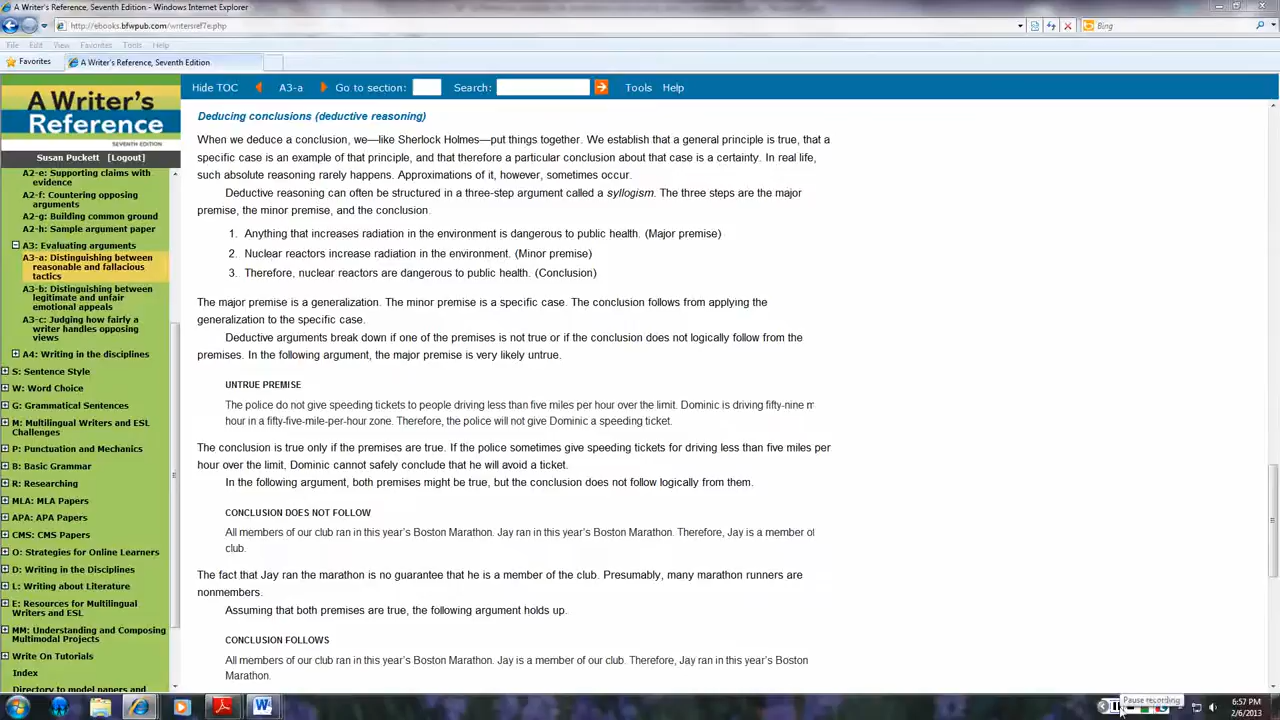 A Writer's Reference, Seventh Edition - Windows Internet Explorer
http://ebooks.bfwpub.com/writersref7e.php
Bing
File Edit View Favorites Tools Help
Favorites
A Writer's Reference, Seventh Edition
Hide TOC
A3-a
Go to section:
Search:
Tools
Help
A Writer's
Reference
SEVENTH EDITION
Susan Puckett [Logout]
A2-e: Supporting claims with
evidence
A2-f: Countering opposing
arguments
A2-g: Building common ground
A2-h: Sample argument paper
A3: Evaluating arguments
A3-a: Distinguishing between
reasonable and fallacious
tactics
A3-b: Distinguishing between
legitimate and unfair
emotional appeals
A3-c: Judging how fairly a
writer handles opposing
views
A4: Writing in the disciplines
S: Sentence Style
W: Word Choice
G: Grammatical Sentences
M: Multilingual Writers and ESL
Challenges
P: Punctuation and Mechanics
B: Basic Grammar
R: Researching
MLA: MLA Papers
APA: APA Papers
CMS: CMS Papers
O: Strategies for Online Learners
D: Writing in the Disciplines
L: Writing about Literature
E: Resources for Multilingual
Writers and ESL
MM: Understanding and Composing
Multimodal Projects
Write On Tutorials
Index
Directory to model papers and
Deducing conclusions (deductive reasoning)
When we deduce a conclusion, we—like Sherlock Holmes—put things together. We establish that a general principle is true, that a
specific case is an example of that principle, and that therefore a particular conclusion about that case is a certainty. In real life,
such absolute reasoning rarely happens. Approximations of it, however, sometimes occur.
Deductive reasoning can often be structured in a three-step argument called a syllogism. The three steps are the major
premise, the minor premise, and the conclusion.
1. Anything that increases radiation in the environment is dangerous to public health. (Major premise)
2. Nuclear reactors increase radiation in the environment. (Minor premise)
3. Therefore, nuclear reactors are dangerous to public health. (Conclusion)
The major premise is a generalization. The minor premise is a specific case. The conclusion follows from applying the
generalization to the specific case.
Deductive arguments break down if one of the premises is not true or if the conclusion does not logically follow from the
premises. In the following argument, the major premise is very likely untrue.
UNTRUE PREMISE
The police do not give speeding tickets to people driving less than five miles per hour over the limit. Dominic is driving fifty-nine m
hour in a fifty-five-mile-per-hour zone. Therefore, the police will not give Dominic a speeding ticket.
The conclusion is true only if the premises are true. If the police sometimes give speeding tickets for driving less than five miles per
hour over the limit, Dominic cannot safely conclude that he will avoid a ticket.
In the following argument, both premises might be true, but the conclusion does not follow logically from them.
CONCLUSION DOES NOT FOLLOW
All members of our club ran in this year's Boston Marathon. Jay ran in this year's Boston Marathon. Therefore, Jay is a member of
club.
The fact that Jay ran the marathon is no guarantee that he is a member of the club. Presumably, many marathon runners are
nonmembers.
Assuming that both premises are true, the following argument holds up.
CONCLUSION FOLLOWS
All members of our club ran in this year's Boston Marathon. Jay is a member of our club. Therefore, Jay ran in this year's Boston
Marathon.
Pause recording
6:57 PM
2/6/2013